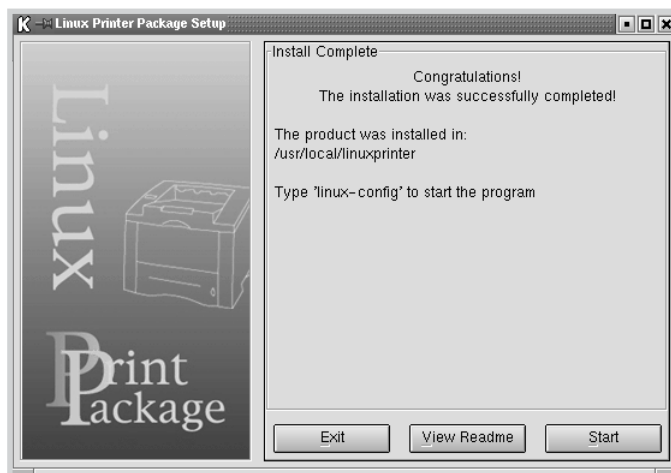 Linux Printer Package Setup
Linux
Print
Package
Install Complete
Congratulations!
The installation was successfully completed!
The product was installed in:
/usr/local/linuxprinter
Type 'linux-config' to start the program
Exit
View Readme
Start